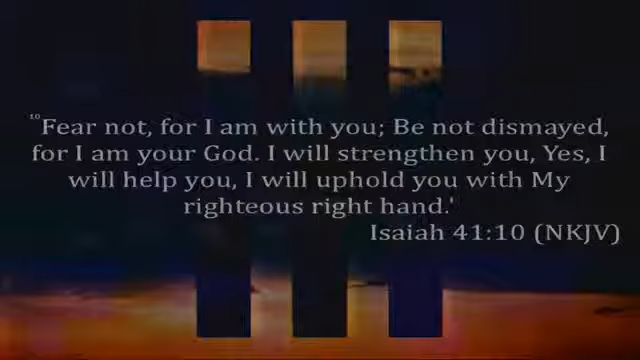 10 Fear not, for I am with you; Be not dismayed,
for I am your God. I will strengthen you, Yes, I
will help you, I will uphold you with My
righteous right hand.'
Isaiah 41:10 (NKJV)